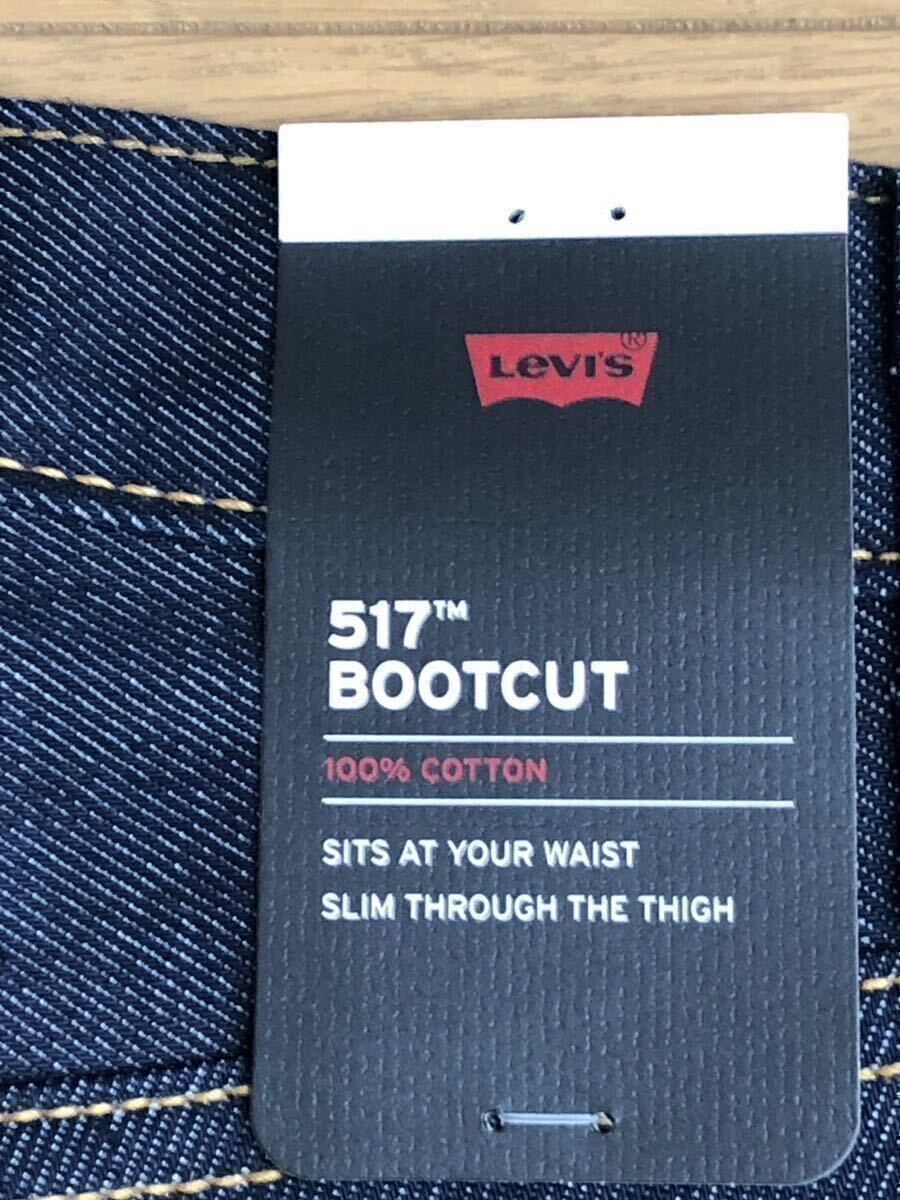 Levi's®
517™
BOOTCUT
100% COTTON
SITS AT YOUR WAIST
SLIM THROUGH THE THIGH